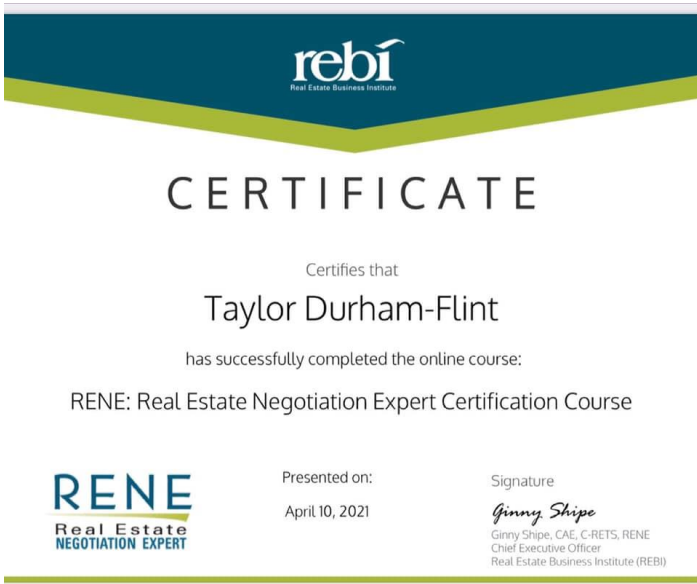 rebi
Real Estate Business Institute
CERTIFICATE
Certifies that
Taylor Durham-Flint
has successfully completed the online course:
RENE: Real Estate Negotiation Expert Certification Course
RENE
Real Estate
NEGOTIATION EXPERT
Presented on:
April 10, 2021
Signature
Ginny Shipe
Ginny Shipe, CAE, C-RETS, RENE
Chief Executive Officer
Real Estate Business Institute (REBI)